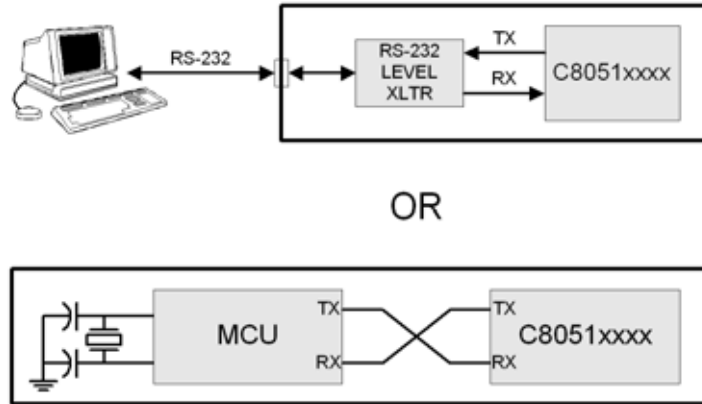 RS-232
RS-232
LEVEL
XLTR
TX
RX
C8051xxxx
OR
MCU
TX
RX
TX
RX
C8051xxxx